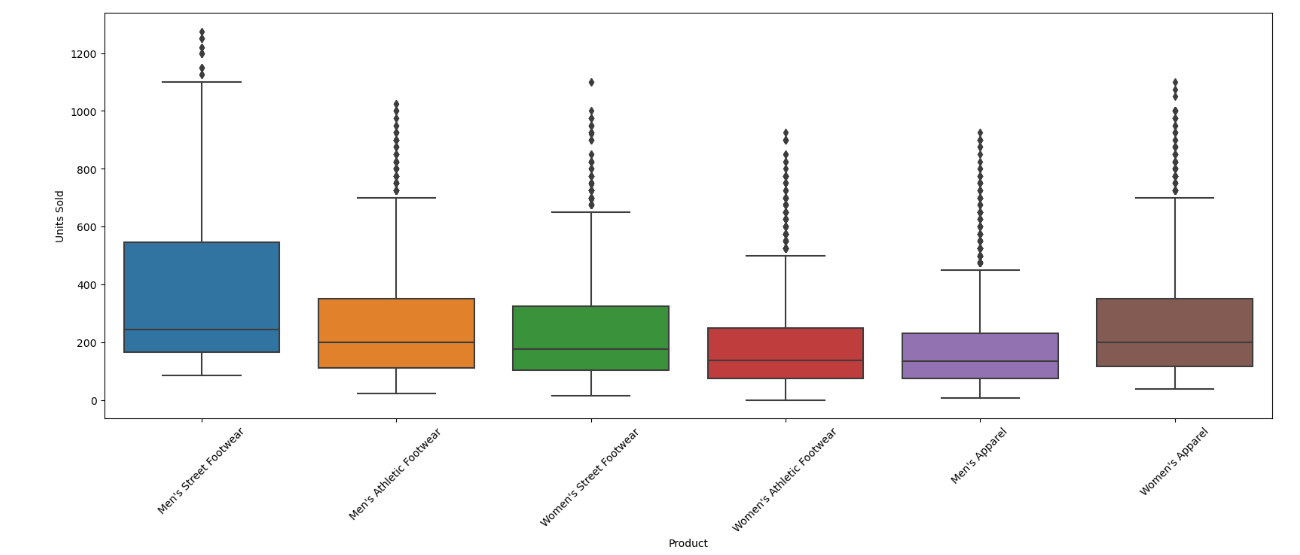 1200
1000
800
600
400
200
0
Units Sold
Men's Street Footwear
Men's Athletic Footwear
Women's Street Footwear
Women's Athletic Footwear
Men's Apparel
Women's Apparel
Product